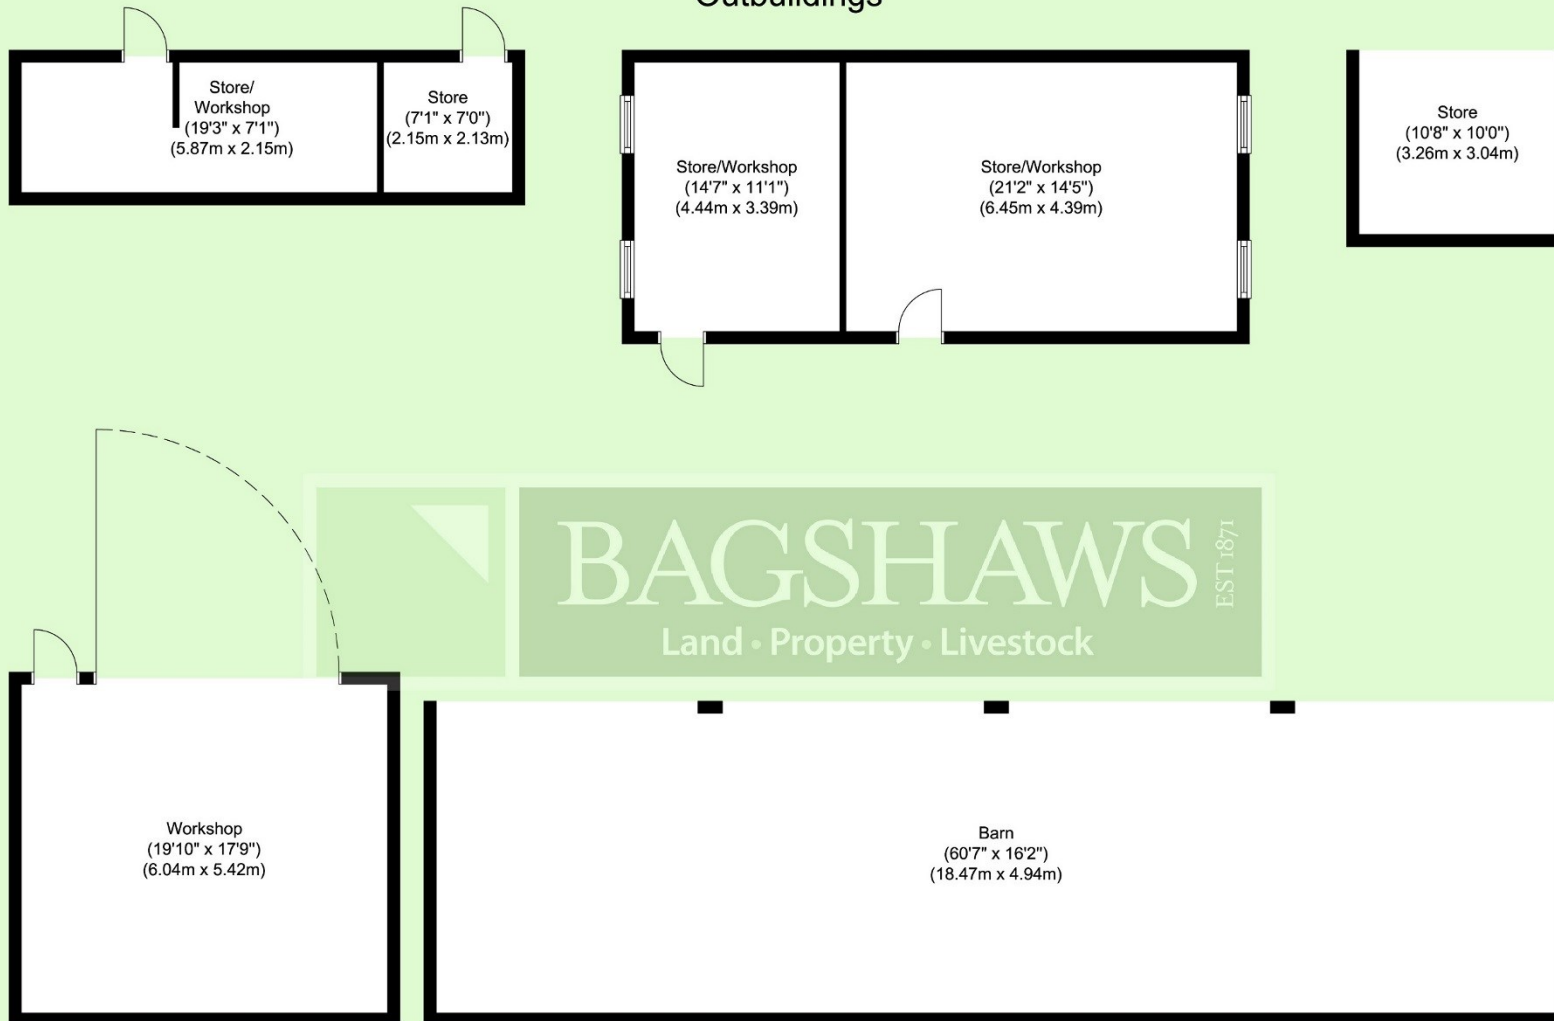 Outbuildings
Store/
Workshop
(19'3" x 7'1")
(5.87m x 2.15m)
Store
(7'1" x 7'0")
(2.15m x 2.13m)
Store/Workshop
(14'7" x 11'1")
(4.44m x 3.39m)
Store/Workshop
(21'2" x 14'5")
(6.45m x 4.39m)
Store
(10'8" x 10'0")
(3.26m x 3.04m)
BAGSHAWS
EST 1871
Land · Property · Livestock
Workshop
(19'10" x 17'9")
(6.04m x 5.42m)
Barn
(60'7" x 16'2")
(18.47m x 4.94m)